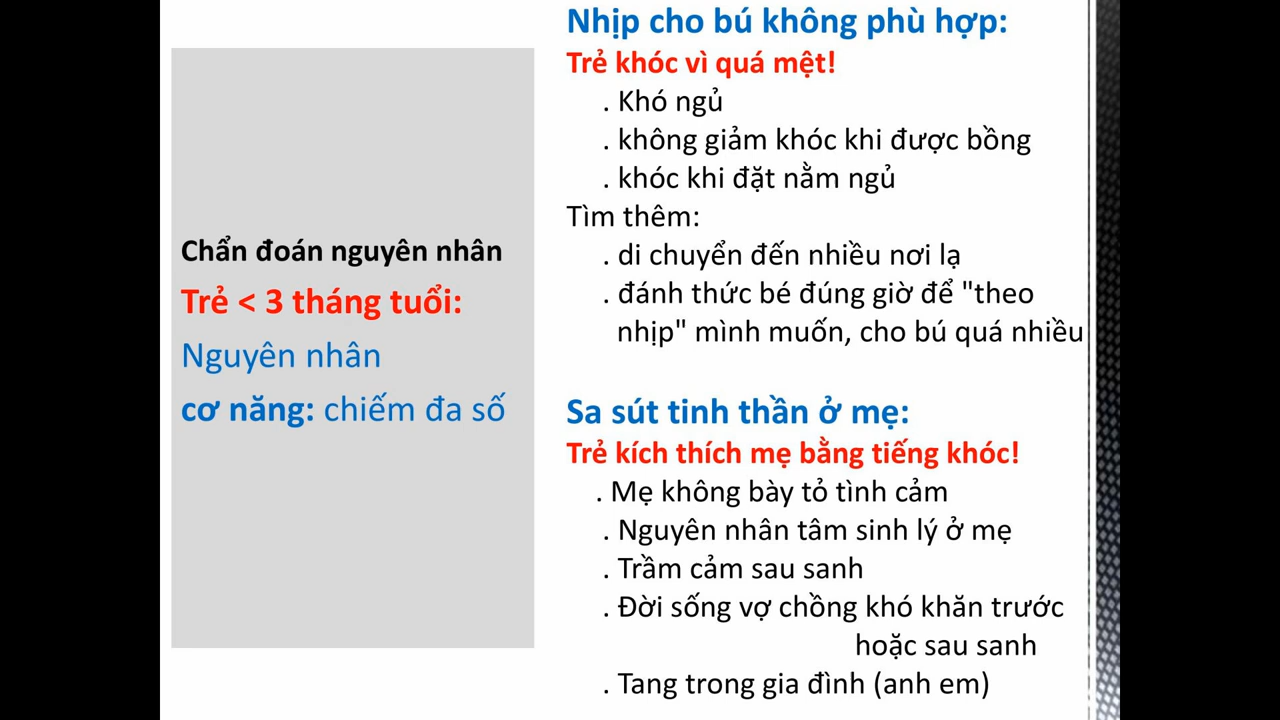 Chẩn đoán nguyên nhân
Trẻ < 3 tháng tuổi:
Nguyên nhân
cơ năng: chiếm đa số
Nhịp cho bú không phù hợp:
Trẻ khóc vì quá mệt!
. Khó ngủ
. không giảm khóc khi được bồng
. khóc khi đặt nằm ngủ
Tìm thêm:
. di chuyển đến nhiều nơi lạ
. đánh thức bé đúng giờ để "theo
nhịp" mình muốn, cho bú quá nhiều
Sa sút tinh thần ở mẹ:
Trẻ kích thích mẹ bằng tiếng khóc!
. Mẹ không bày tỏ tình cảm
. Nguyên nhân tâm sinh lý ở mẹ
. Trầm cảm sau sanh
. Đời sống vợ chồng khó khăn trước
hoặc sau sanh
. Tang trong gia đình (anh em)